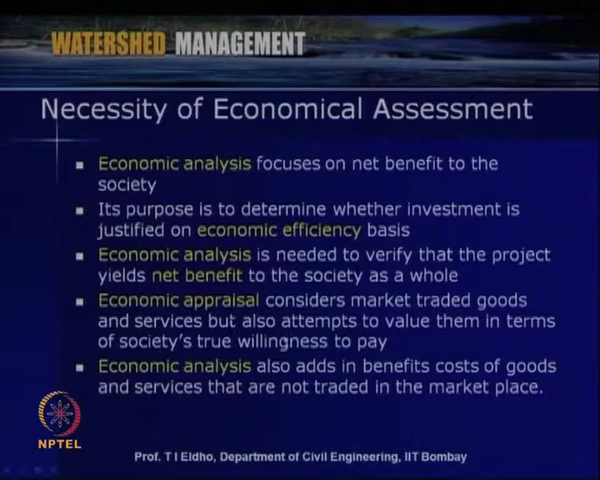 WATERSHED MANAGEMENT
Necessity of Economical Assessment
Economic analysis focuses on net benefit to the
society
Its purpose is to determine whether investment is
justified on economic efficiency basis
Economic analysis is needed to verify that the project
yields net benefit to the society as a whole
Economic appraisal considers market traded goods
and services but also attempts to value them in terms
of society's true willingness to pay
Economic analysis also adds in benefits costs of goods
and services that are not traded in the market place.
NPTEL
Prof. T I Eldho, Department of Civil Engineering, IIT Bombay